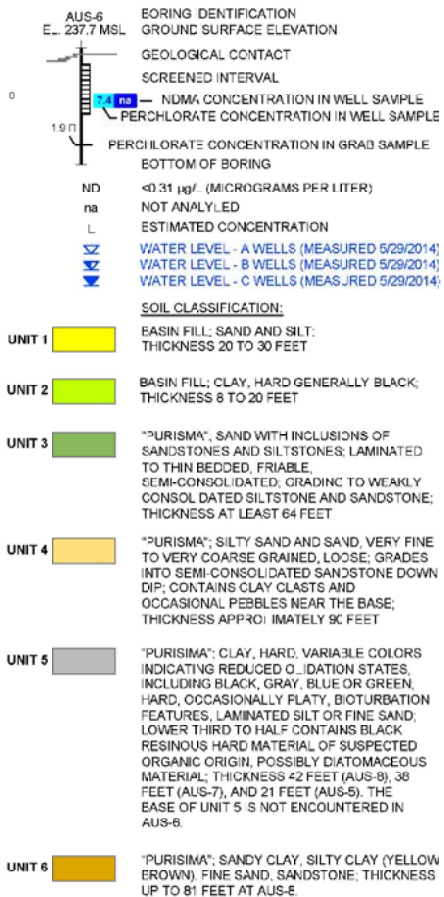 AUS-6
E... 237.7 MSL
BORING IDENTIFICATION
GROUND SURFACE ELEVATION
GEOLOGICAL CONTACT
SCREENED INTERVAL
0
7.4 na NDMA CONCENTRATION IN WELL SAMPLE
PERCHLORATE CONCENTRATION IN WELL SAMPLE
1.9
PERCHLORATE CONCENTRATION IN GRAB SAMPLE
BOTTOM OF BORING
ND <0.31 µg/L (MICROGRAMS PER LITER)
na NOT ANALYLED
L ESTIMATED CONCENTRATION
WATER LEVEL - A WELLS (MEASURED 5/29/2014)
WATER LEVEL - B WELLS (MEASURED 5/29/2014)
WATER LEVEL - C WELLS (MEASURED 5/29/2014)
SOIL CLASSIFICATION:
UNIT 1
BASIN FILL; SAND AND SILT;
THICKNESS 20 TO 30 FEET
UNIT 2
BASIN FILL; CLAY, HARD GENERALLY BLACK;
THICKNESS 8 TO 20 FEET
UNIT 3
"PURISMA", SAND WITH INCLUSIONS OF
SANDSTONES AND SILTSTONES; LAMINATED
TO THIN BEDDED, FRIABLE,
SEMI-CONSOLIDATED; GRADING TO WEAKLY
CONSOLIDATED SILTSTONE AND SANDSTONE;
THICKNESS AT LEAST 64 FEET
UNIT 4
"PURISMA"; SILTY SAND AND SAND, VERY FINE
TO VERY COARSE GRAINED, LOOSE; GRADES
INTO SEMI-CONSOLIDATED SANDSTONE DOWN
DIP; CONTAINS CLAY CLASTS AND
OCCASIONAL PEBBLES NEAR THE BASE;
THICKNESS APPROXIMATELY 90 FEET
UNIT 5
"PURISIMA"; CLAY, HARD, VARIABLE COLORS
INDICATING REDUCED OXIDATION STATES,
INCLUDING BLACK, GRAY, BLUE OR GREEN,
HARD, OCCASIONALLY PLATY, BIOTURBATION
FEATURES, LAMINATED SILT OR FINE SAND;
LOWER THIRD TO HALF CONTAINS BLACK
RESINOUS HARD MATERIAL OF SUSPECTED
ORGANIC ORIGIN, POSSIBLY DIATOMACEOUS
MATERIAL; THICKNESS 42 FEET (AUS-8), 38
FEET (AUS-7), AND 21 FEET (AUS-5). THE
BASE OF UNIT 5 IS NOT ENCOUNTERED IN
AUS-6.
UNIT 6
"PURISMA"; SANDY CLAY, SILTY CLAY (YELLOW
BROWN), FINE SAND, SANDSTONE; THICKNESS
UP TO 81 FEET AT AUS-8.